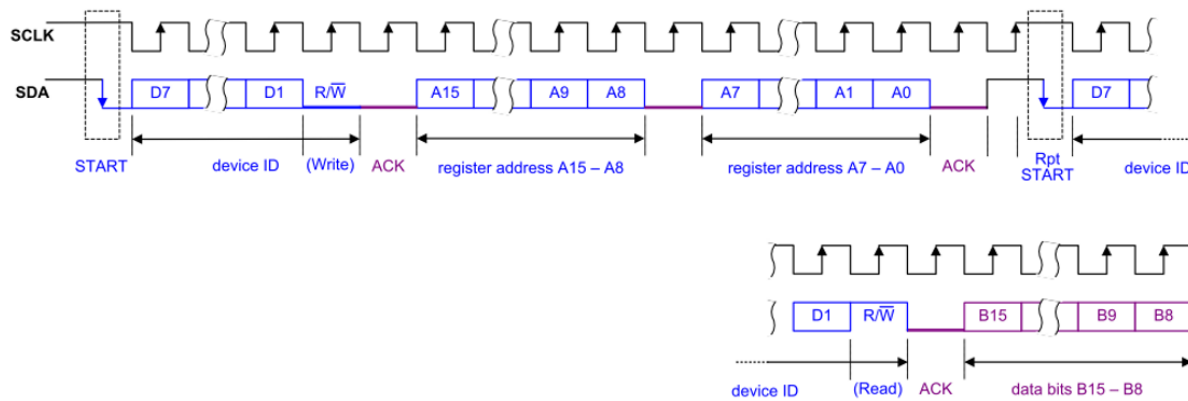 SCLK
SDA D7 D1 R/W̅ A15 A9 A8 A7 A1 A0 D7
START device ID (Write) ACK register address A15 – A8 register address A7 – A0 ACK Rpt START device ID
D1 R/W̅ B15 B9 B8
device ID (Read) ACK data bits B15 – B8